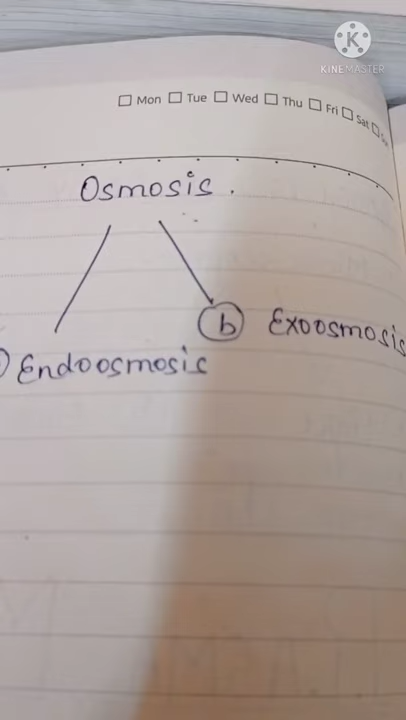 K
KINEMASTER
Mon Tue Wed Thu Fri Sat
Osmosis.
b Exoosmosis
Endoosmosis